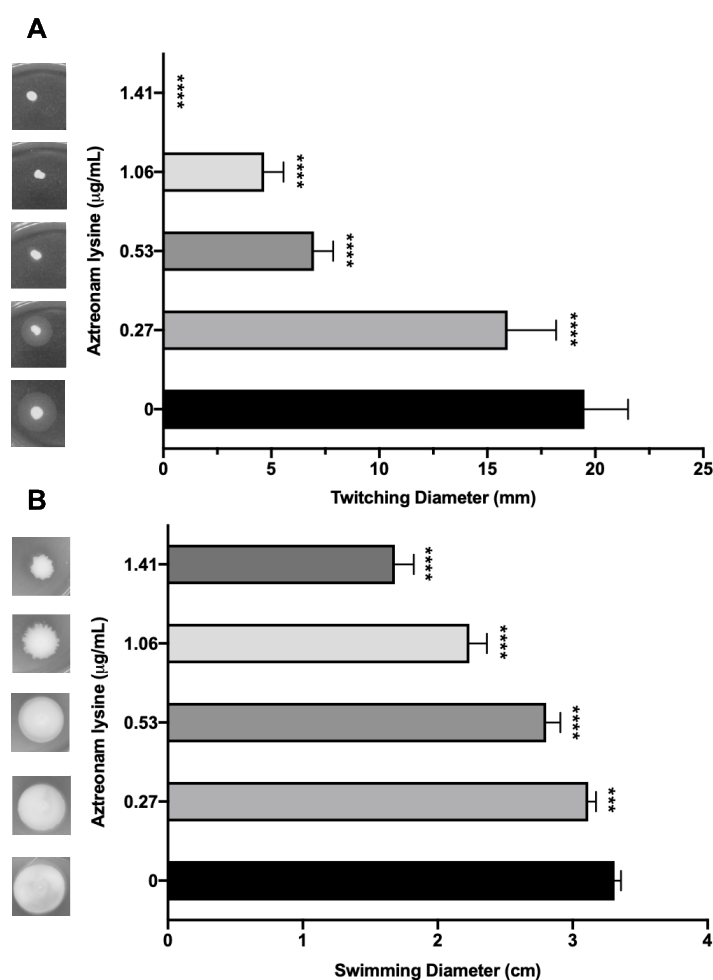 A
Aztreonam lysine (μg/mL)
1.41
****
1.06
****
0.53
****
0.27
****
0
0 5 10 15 20 25
Twitching Diameter (mm)
B
Aztreonam lysine (μg/mL)
1.41
****
1.06
****
0.53
****
0.27
***
0
0 1 2 3 4
Swimming Diameter (cm)